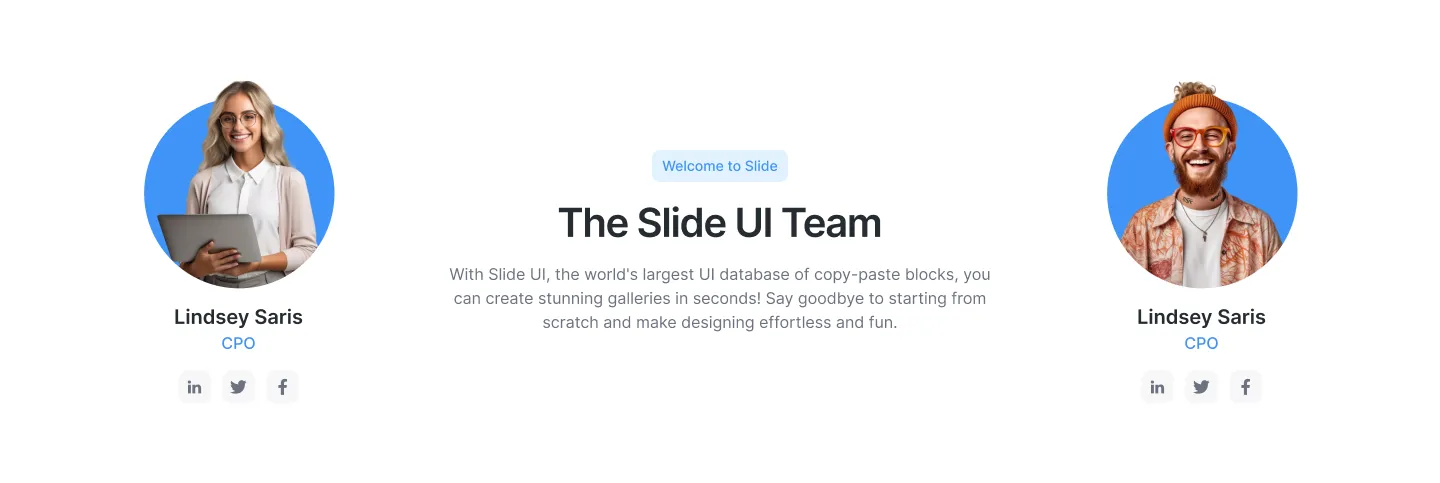 Welcome to Slide
The Slide UI Team
With Slide UI, the world's largest UI database of copy-paste blocks, you
can create stunning galleries in seconds! Say goodbye to starting from
scratch and make designing effortless and fun.
Lindsey Saris
CPO
in
Lindsey Saris
CPO
in